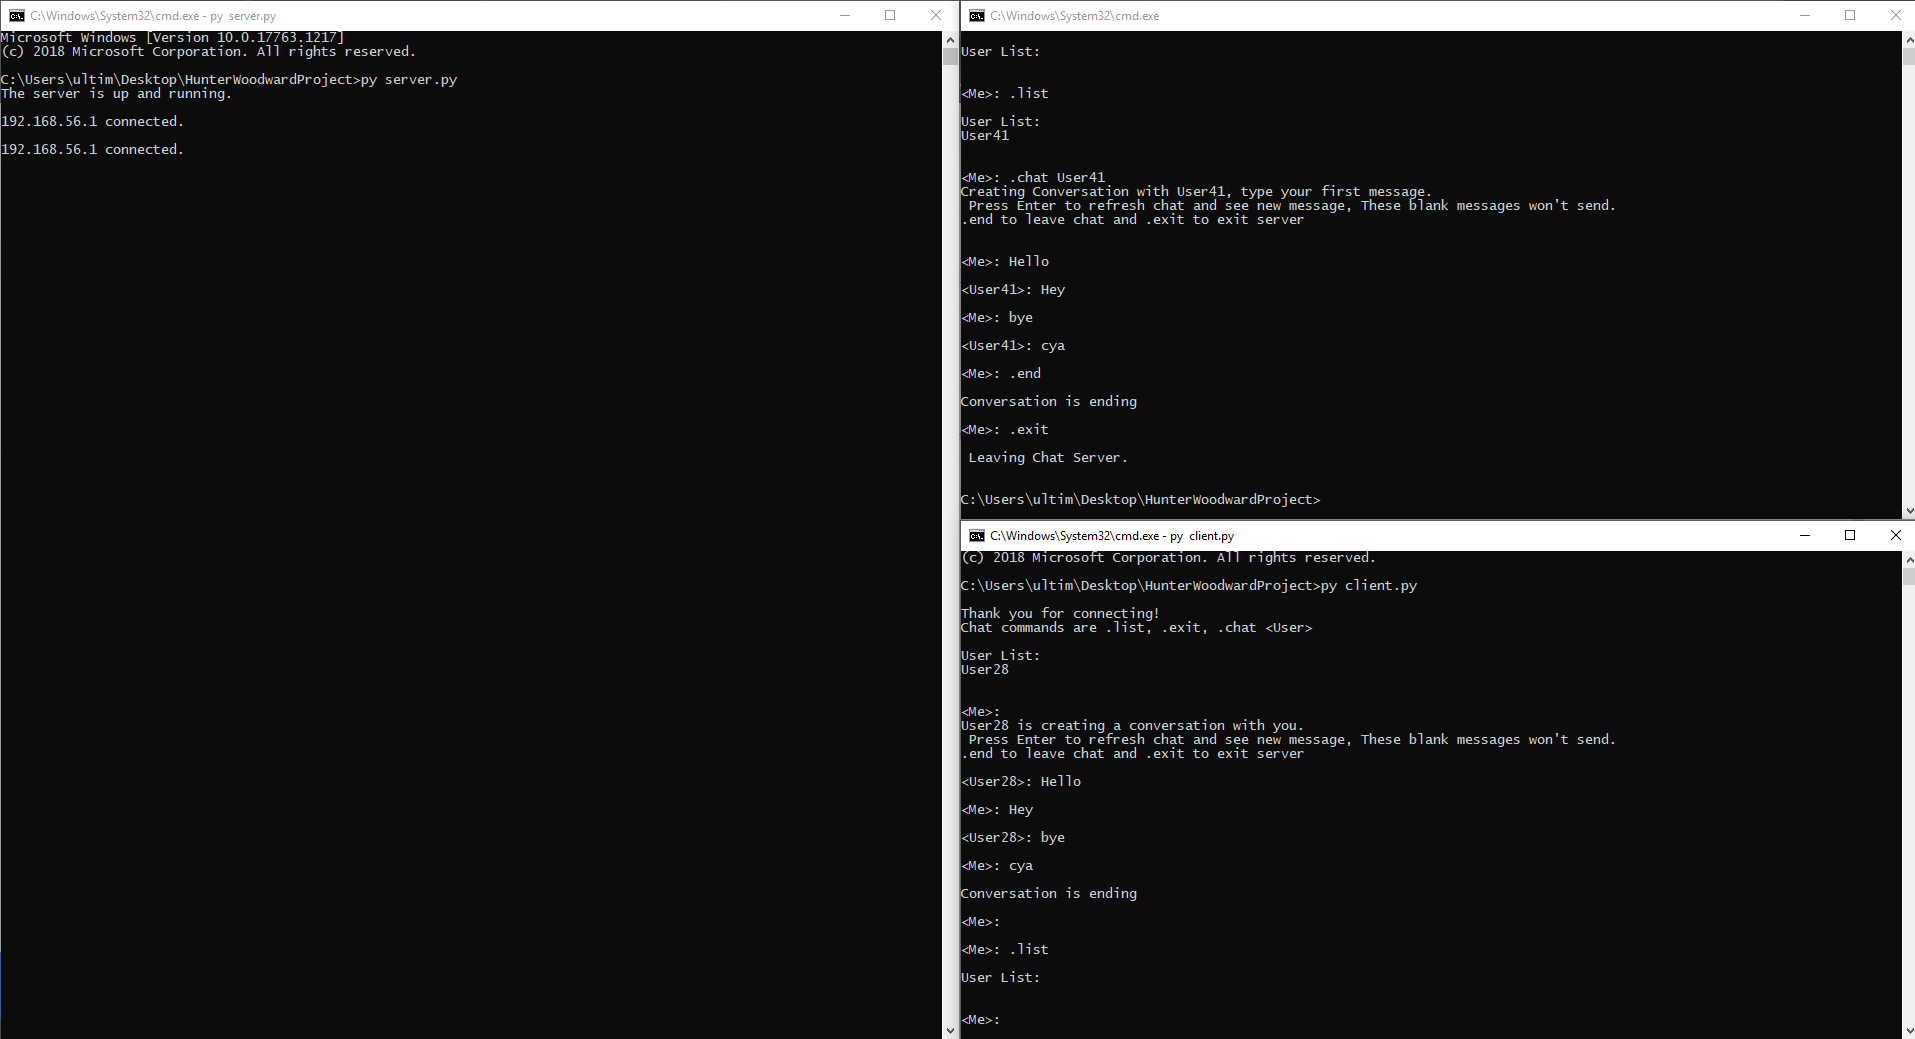 C:\Windows\System32\cmd.exe - py  server.py
Microsoft Windows [Version 10.0.17763.1217]
(c) 2018 Microsoft Corporation. All rights reserved.
C:\Users\ultim\Desktop\HunterWoodwardProject>py server.py
The server is up and running.
192.168.56.1 connected.
192.168.56.1 connected.
C:\Windows\System32\cmd.exe
User List:
<Me>: .list
User List:
User41
<Me>: .chat User41
Creating Conversation with User41, type your first message.
 Press Enter to refresh chat and see new message, These blank messages won't send.
.end to leave chat and .exit to exit server
<Me>: Hello
<User41>: Hey
<Me>: bye
<User41>: cya
<Me>: .end
Conversation is ending
<Me>: .exit
 Leaving Chat Server.
C:\Users\ultim\Desktop\HunterWoodwardProject>
C:\Windows\System32\cmd.exe - py  client.py
(c) 2018 Microsoft Corporation. All rights reserved.
C:\Users\ultim\Desktop\HunterWoodwardProject>py client.py
Thank you for connecting!
Chat commands are .list, .exit, .chat <User>
User List:
User28
<Me>:
User28 is creating a conversation with you.
 Press Enter to refresh chat and see new message, These blank messages won't send.
.end to leave chat and .exit to exit server
<User28>: Hello
<Me>: Hey
<User28>: bye
<Me>: cya
Conversation is ending
<Me>:
<Me>: .list
User List:
<Me>: